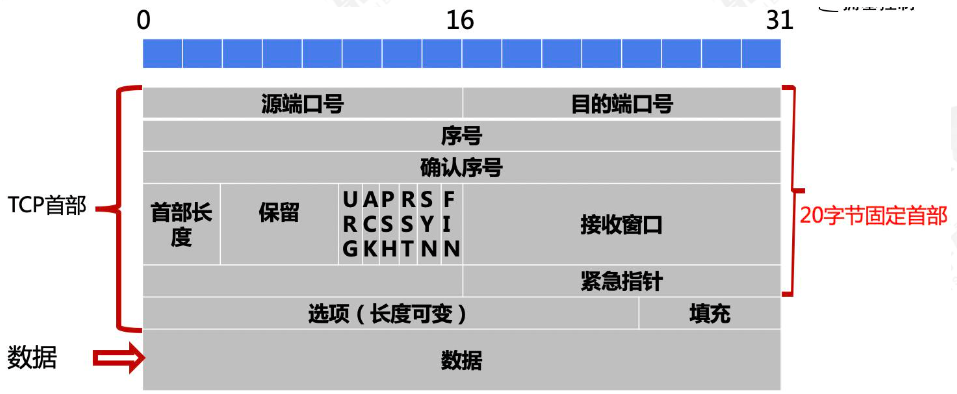 0 16 31
源端口号 目的端口号
序号
确认序号
TCP首部
首部长
度
保留
URG ACK PSH RST SYN FIN
接收窗口
20字节固定首部
紧急指针
选项（长度可变） 填充
数据 数据